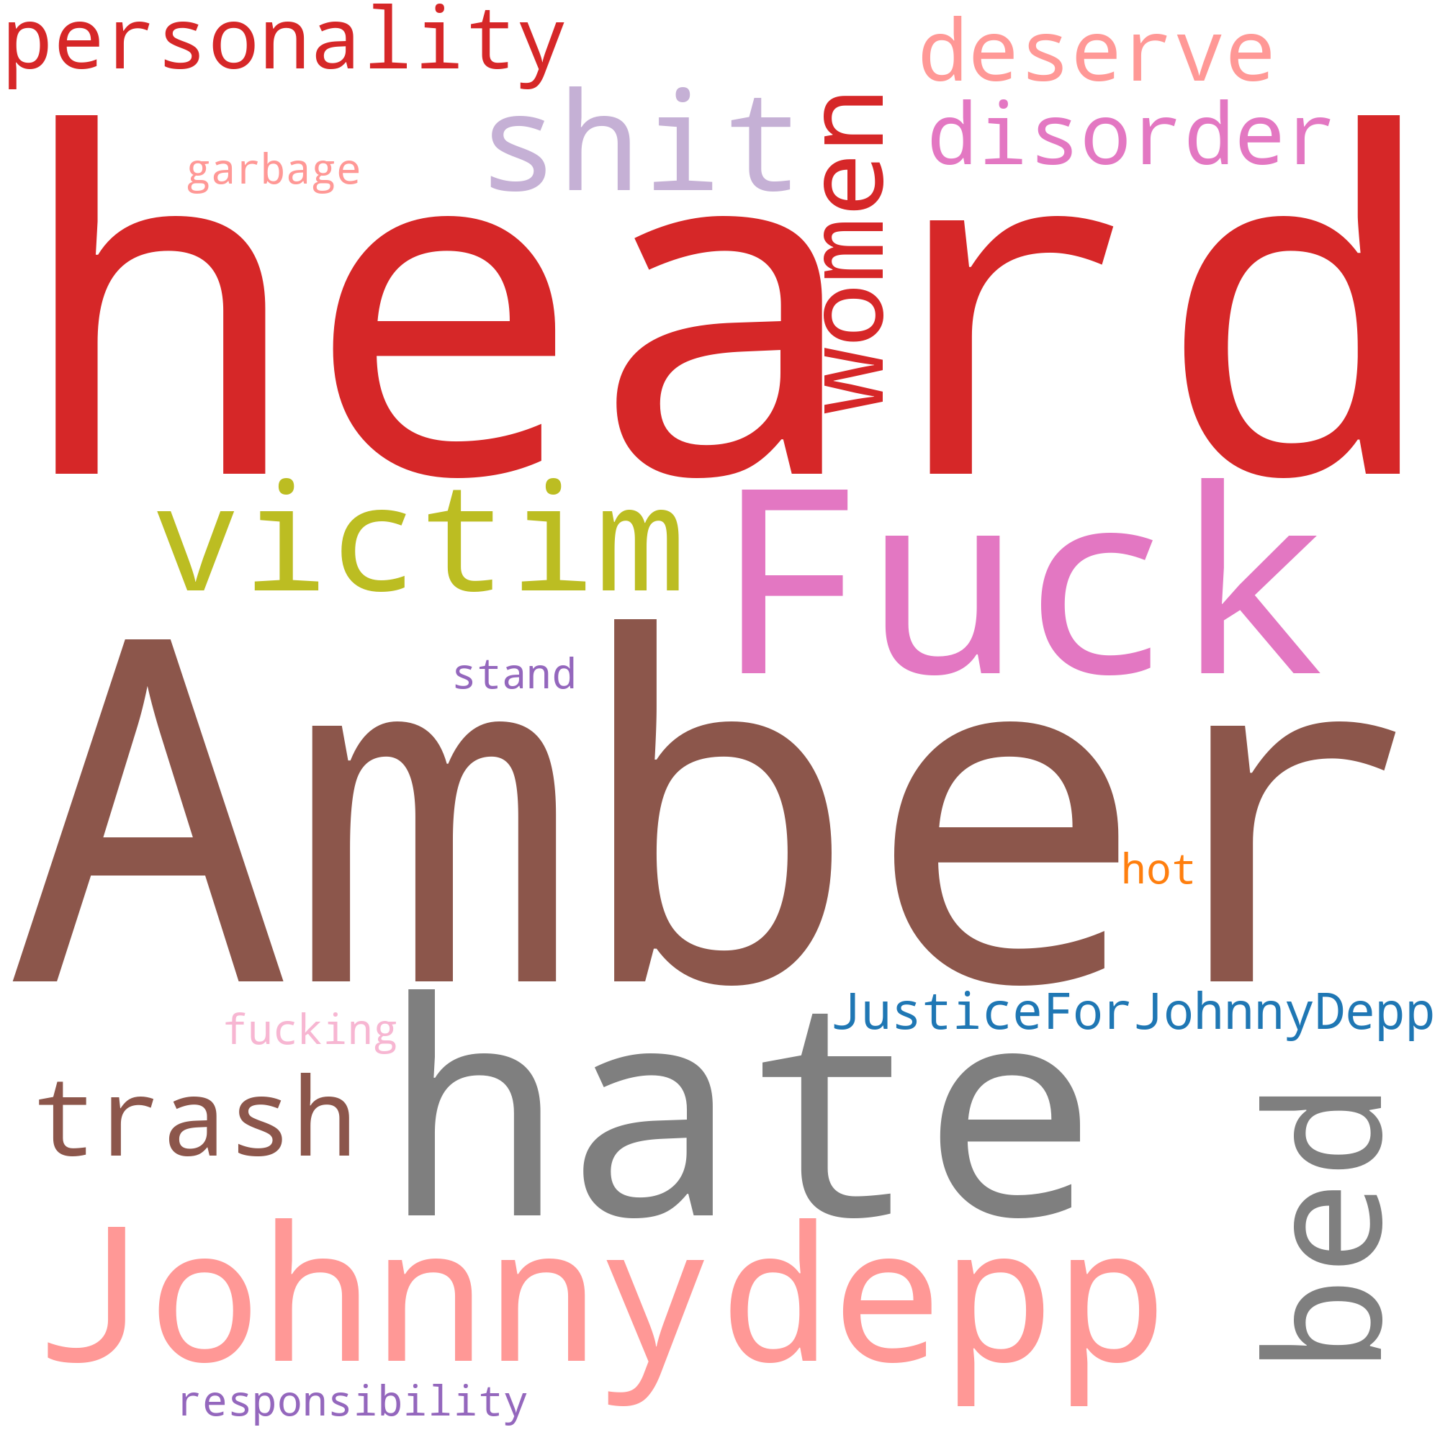 personality
deserve
shit
women
disorder
garbage
heard
victim
Fuck
stand
Amber
hot
hate
JusticeForJohnnyDepp
fucking
trash
bed
Johnnydepp
responsibility